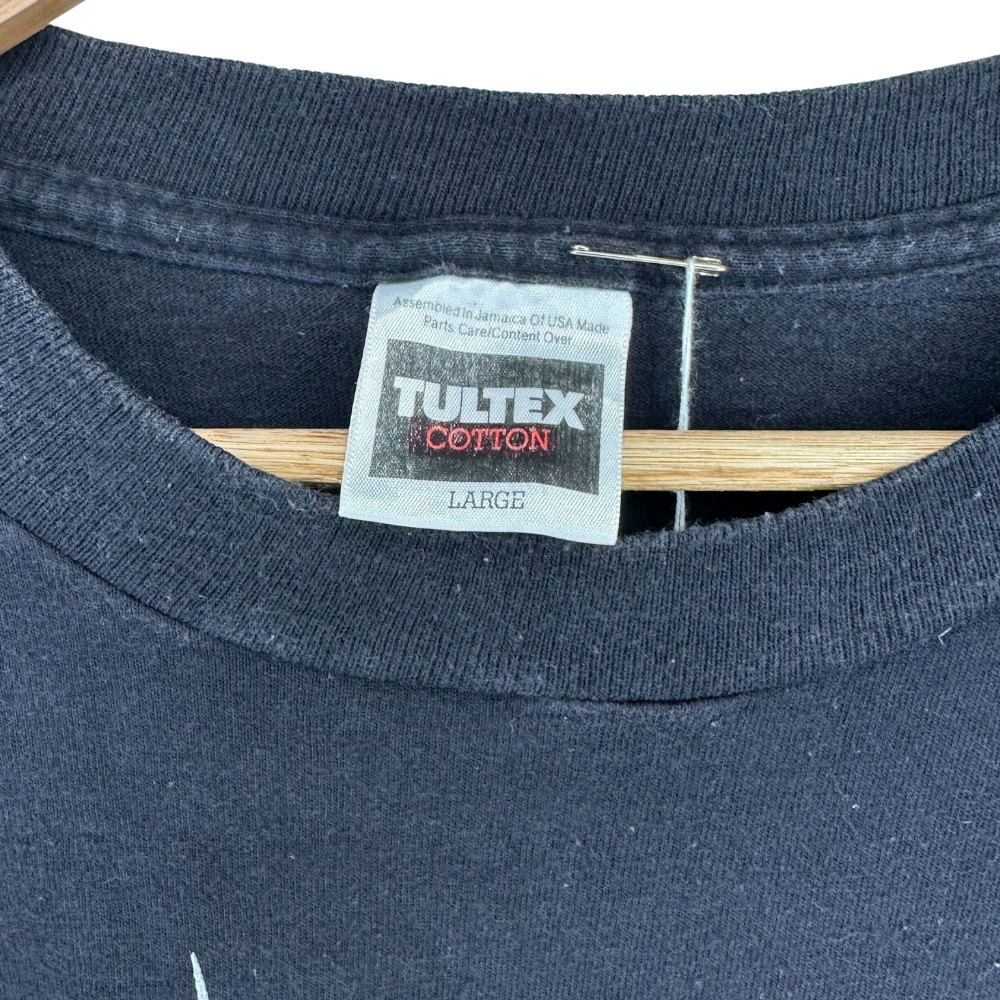 Assembled In Jamaica Of USA Made
Parts Care/Content Over
TULTEX
COTTON
LARGE